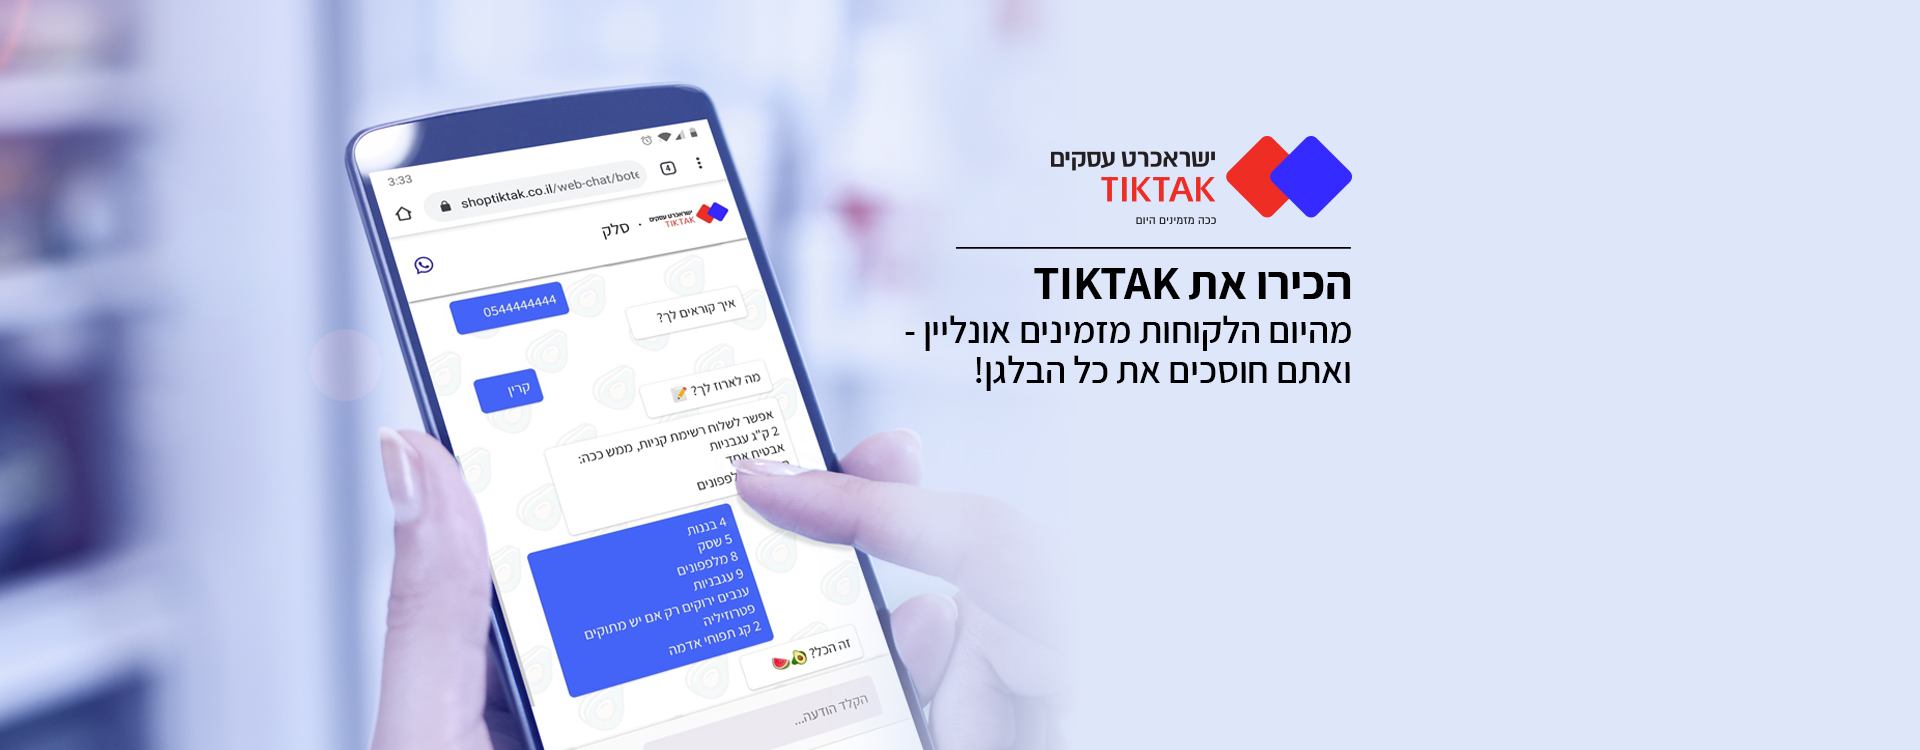 ישראכרט עסקים
TIKTAK
ככה מזמינים היום
הכירו את TIKTAK
מהיום הלקוחות מזמינים אונליין -
ואתם חוסכים את כל הבלגן!
3:33
shoptiktak.co.il/web-chat/bote
4
ישראכרט עסקים
TIKTAK
· סלק
0544444444
איך קוראים לך?
קרין
מה לארוז לך? 📝
אפשר לשלוח רשימת קניות, ממש ככה:
2 ק"ג עגבניות
אבטיח אחד
לפפונים
4 בננות
5 שסק
8 מלפפונים
9 עגבניות
ענבים ירוקים רק אם יש מתוקים
פטרוזיליה
2 קג תפוחי אדמה
זה הכל? 🥑🍉
הקלד הודעה...